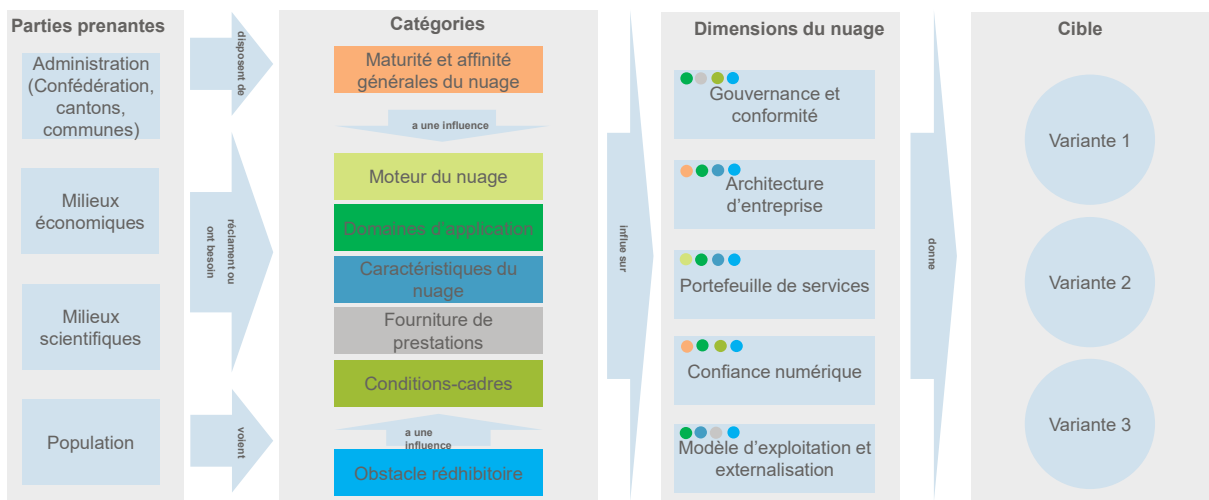 Parties prenantes
Administration
(Confédération,
cantons,
communes)
Milieux
économiques
Milieux
scientifiques
Population
disposent de
réclament ou
ont besoin
voient
Catégories
Maturité et affinité
générales du nuage
a une influence
Moteur du nuage
Domaines d'application
Caractéristiques du
nuage
Fourniture de
prestations
Conditions-cadres
a une
influence
Obstacle rédhibitoire
influe sur
Dimensions du nuage
Gouvernance et
conformité
Architecture
d'entreprise
Portefeuille de services
Confiance numérique
Modèle d'exploitation et
externalisation
donne
Cible
Variante 1
Variante 2
Variante 3